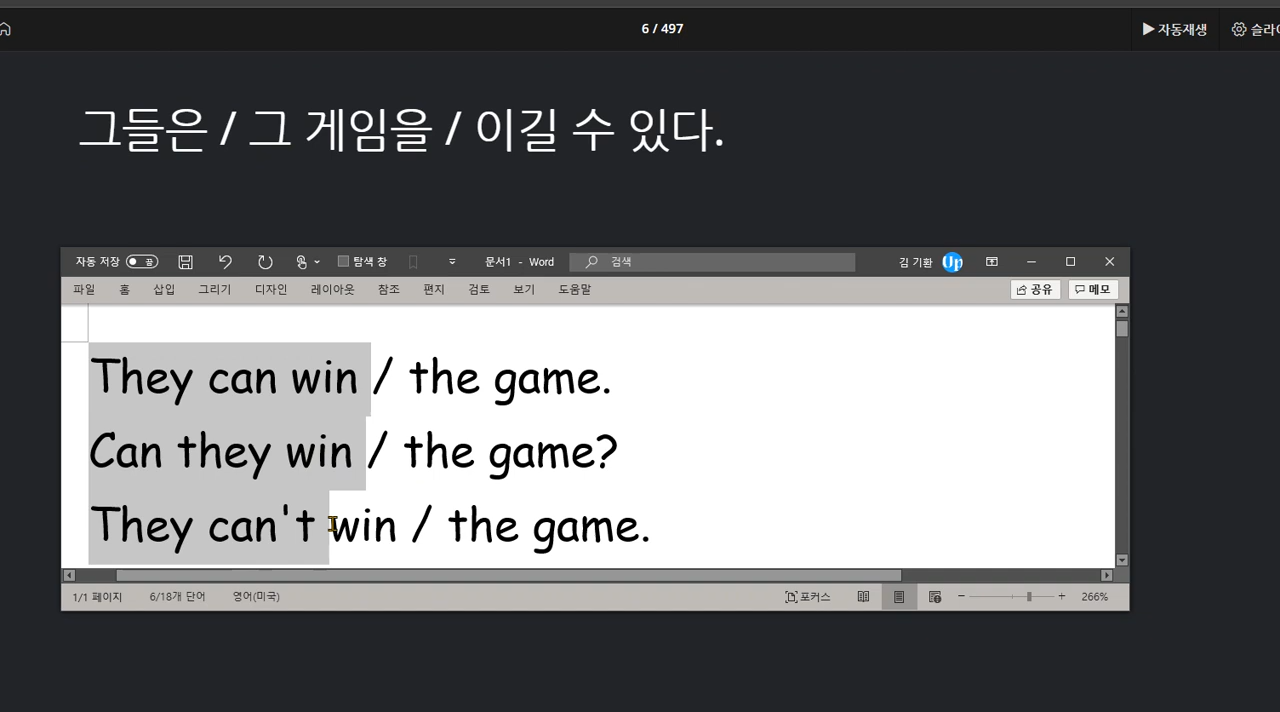 6 / 497
자동재생
슬라이
그들은 / 그 게임을 / 이길 수 있다.
자동 저장 끔 탐색 창 문서1 - Word 검색 김 기환 Up
파일 홈 삽입 그리기 디자인 레이아웃 참조 편지 검토 보기 도움말 공유 메모
They can win / the game.
Can they win / the game?
They can't win / the game.
1/1 페이지 6/18개 단어 영어(미국) 포커스 266%